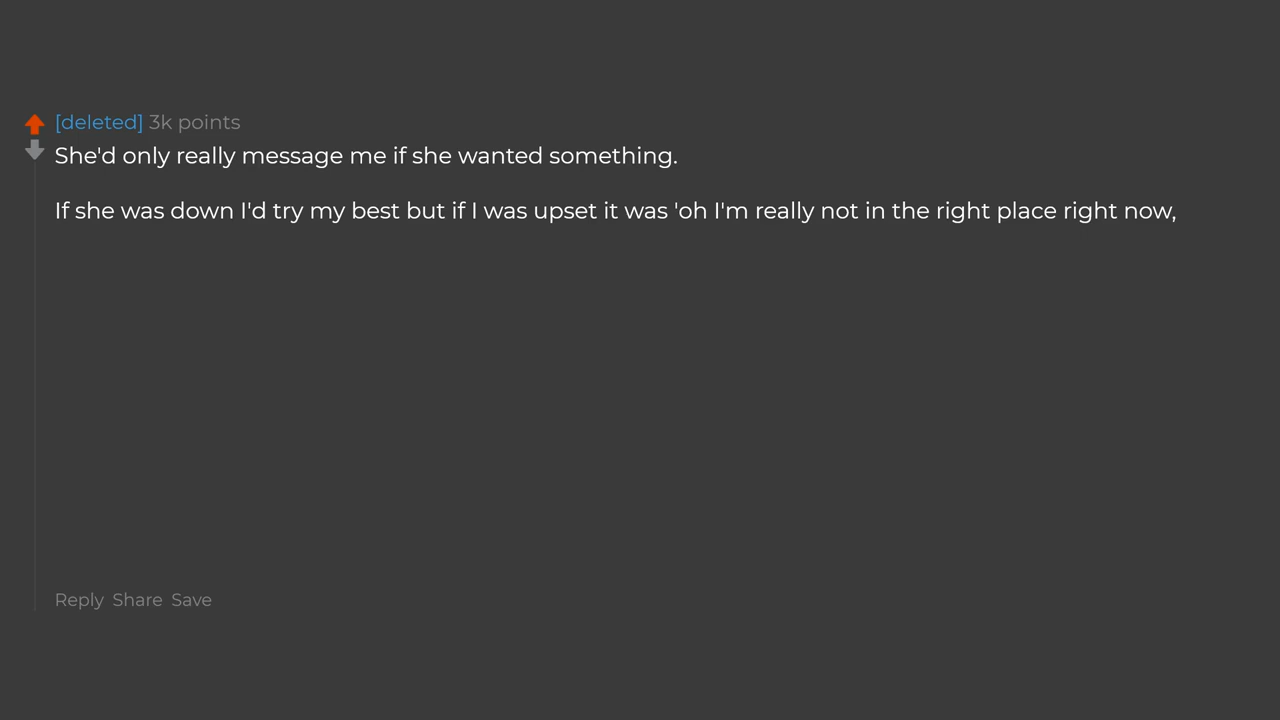 [deleted] 3k points
She'd only really message me if she wanted something.
If she was down I'd try my best but if I was upset it was 'oh I'm really not in the right place right now,
Reply Share Save